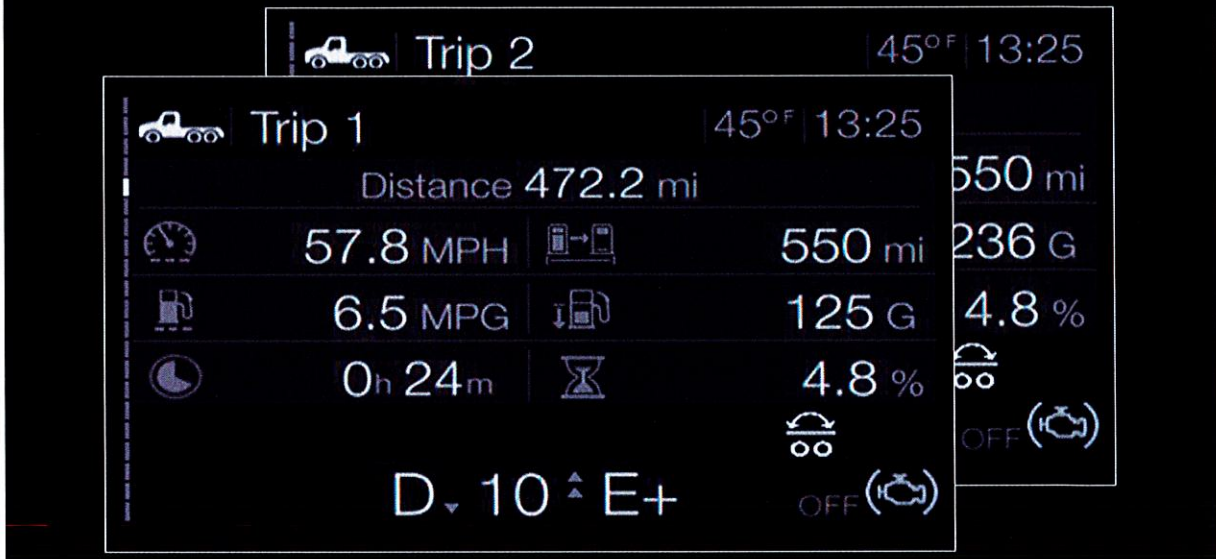 Trip 2 45°F 13:25
Trip 1 45°F 13:25
Distance 472.2 mi
550 mi
57.8 MPH 550 mi
236 G
6.5 MPG 125 G
4.8 %
0h 24m 4.8 %
OFF
D 10 E+ OFF